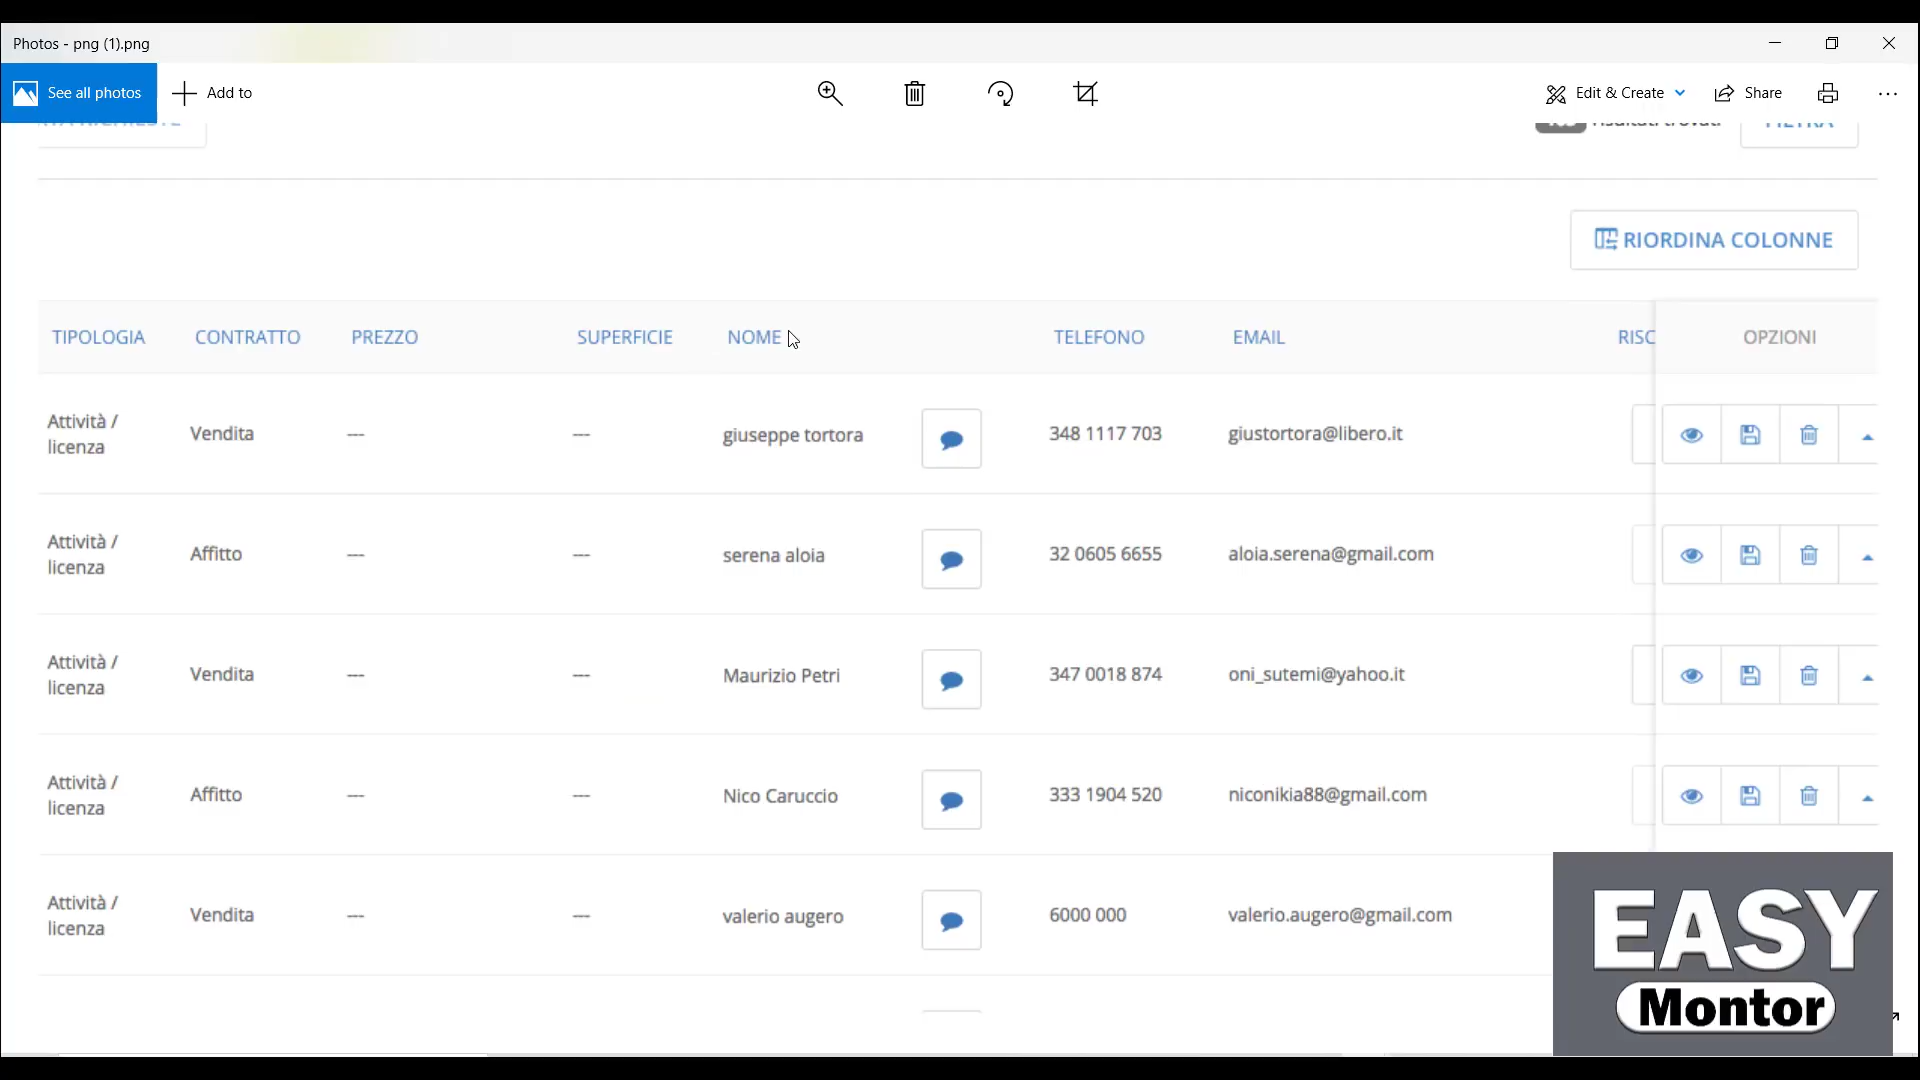 Photos - png (1).png
See all photos
Add to
Edit & Create
Share
risultati trovati
FILTRA
RIORDINA COLONNE
TIPOLOGIA CONTRATTO PREZZO SUPERFICIE NOME TELEFONO EMAIL RISC OPZIONI
Attività /
licenza
Vendita --- --- giuseppe tortora 348 1117 703 giustortora@libero.it
Attività /
licenza
Affitto --- --- serena aloia 32 0605 6655 aloia.serena@gmail.com
Attività /
licenza
Vendita --- --- Maurizio Petri 347 0018 874 oni_sutemi@yahoo.it
Attività /
licenza
Affitto --- --- Nico Caruccio 333 1904 520 niconikia88@gmail.com
Attività /
licenza
Vendita --- --- valerio augero 6000 000 valerio.augero@gmail.com
EASY
Montor